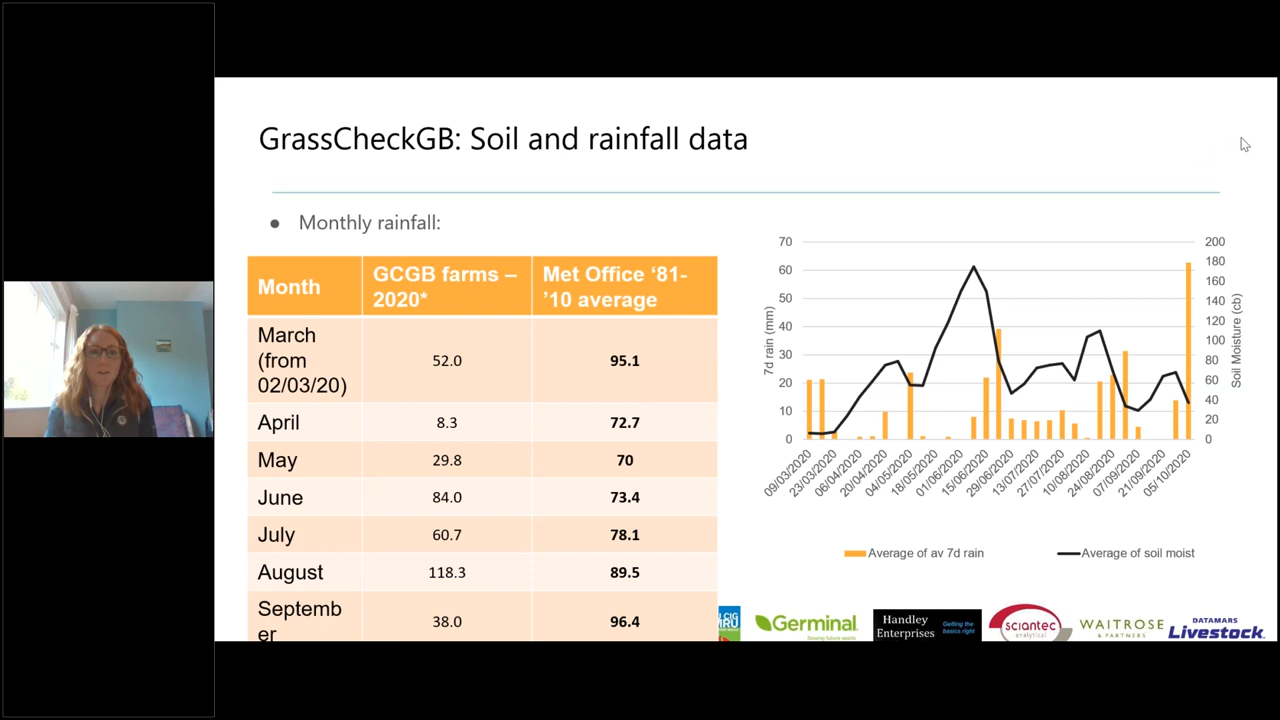 GrassCheckGB: Soil and rainfall data
● Monthly rainfall:
Month
GCGB farms –
2020*
Met Office ‘81-
’10 average
March
(from
02/03/20)
52.0
95.1
April
8.3
72.7
May
29.8
70
June
84.0
73.4
July
60.7
78.1
August
118.3
89.5
Septemb
er
38.0
96.4
70
60
50
40
30
20
10
0
7d rain (mm)
200
180
160
140
120
100
80
60
40
20
0
Soil Moisture (cb)
09/03/2020
23/03/2020
06/04/2020
20/04/2020
04/05/2020
18/05/2020
01/06/2020
15/06/2020
29/06/2020
13/07/2020
27/07/2020
10/08/2020
24/08/2020
07/09/2020
21/09/2020
05/10/2020
Average of av 7d rain
Average of soil moist
Germinal
Handley
Enterprises
Getting the
basics right
sciantec
analytical
WAITROSE
& PARTNERS
DATAMARS
Livestock